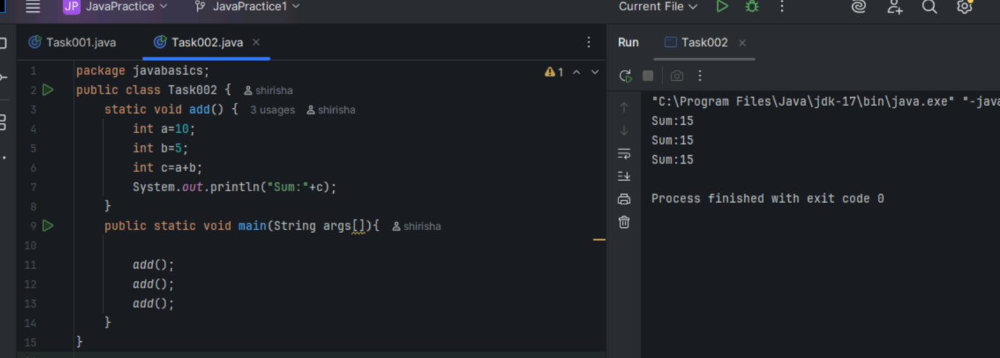 JP JavaPractice JavaPractice1 Current File
Task001.java Task002.java Run Task002
1 package javabasics; 1
2 public class Task002 { shirisha
3 static void add() { 3 usages shirisha
4 int a=10;
5 int b=5;
6 int c=a+b;
7 System.out.println("Sum:"+c);
8 }
9 public static void main(String args[]){ shirisha
10
11 add();
12 add();
13 add();
14 }
15 }
"C:\Program Files\Java\jdk-17\bin\java.exe" "-java
Sum:15
Sum:15
Sum:15
Process finished with exit code 0